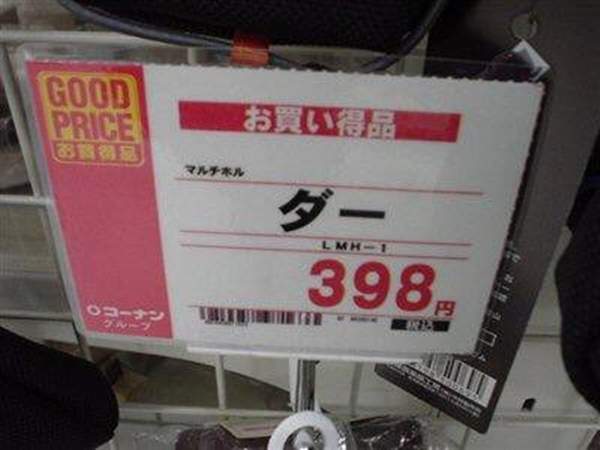 GOOD
PRICE
お買得品
お買い得品
マルチホル
ダー
LMH-1
398円
税込
コーナン
グループ